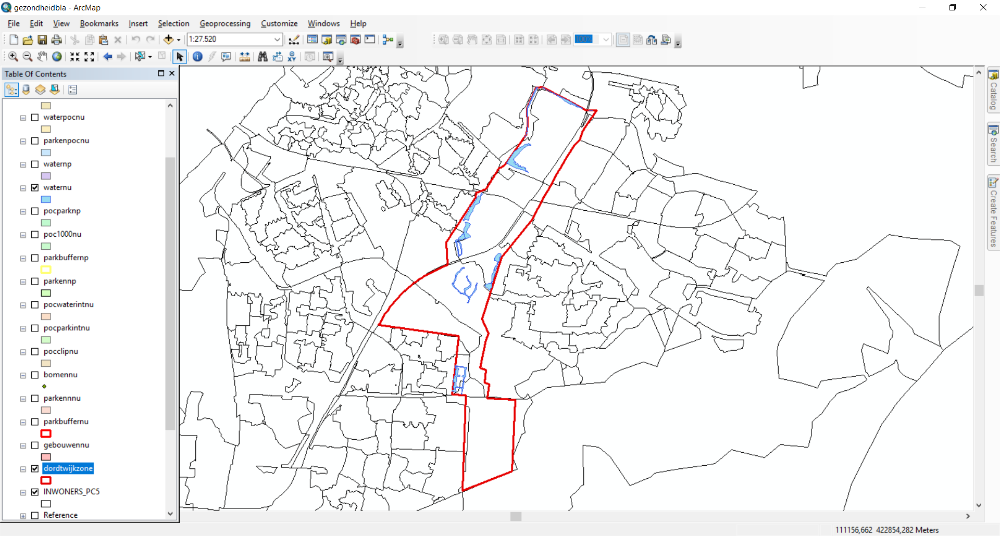 gezondheidbla - ArcMap
File Edit View Bookmarks Insert Selection Geoprocessing Customize Windows Help
1:27.520
100%
XY
Table Of Contents
waterpocnu
parkenpocnu
waternp
waternu
pocparknp
poc1000nu
parkbuffernp
parkennp
pocwaterintnu
pocparkintnu
pocclipnu
bomennu
parkennnu
parkbuffernu
gebouwennu
dordtwijkzone
INWONERS_PC5
Reference
Catalog
Search
Create Features
111156,662 422854,282 Meters